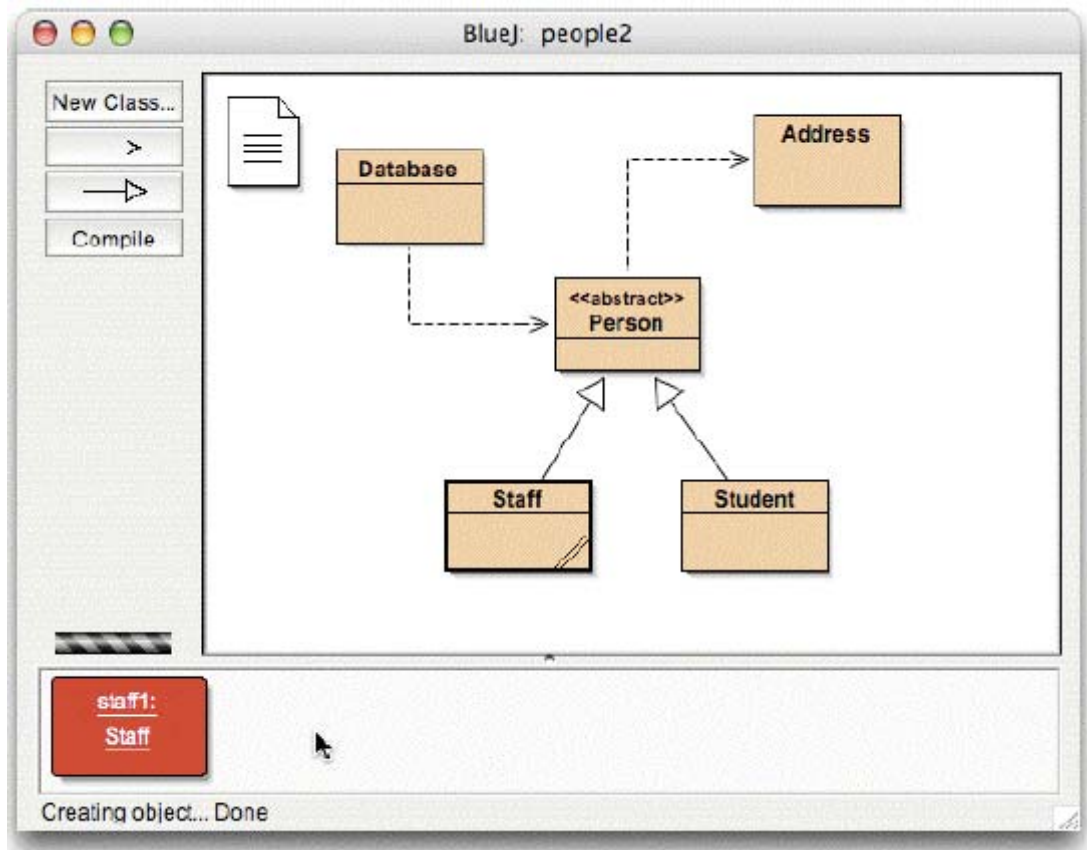 BlueJ: people2
New Class...
Compile
Database
Address
<<abstract>>
Person
Staff
Student
staff1:
Staff
Creating object... Done